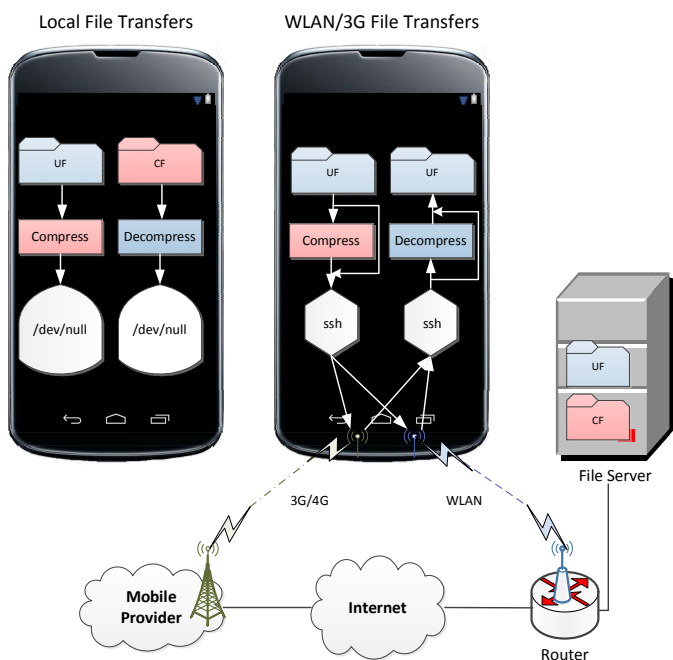 Local File Transfers
WLAN/3G File Transfers
UF
CF
UF
UF
Compress
Decompress
Compress
Decompress
/dev/null
/dev/null
ssh
ssh
UF
CF
File Server
3G/4G
WLAN
Mobile
Provider
Internet
Router